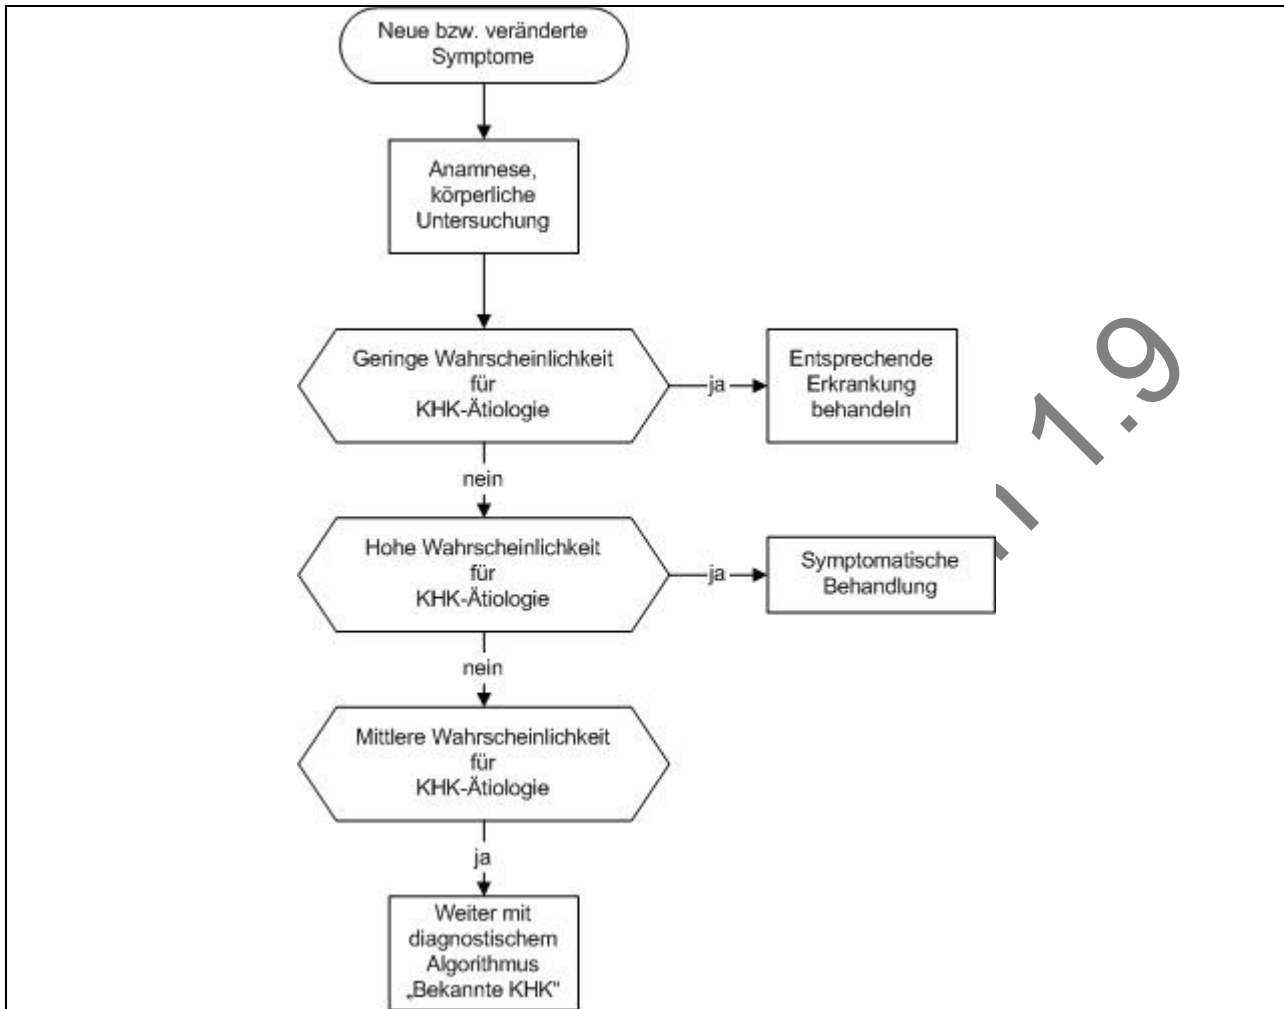 Neue bzw. veränderte
Symptome
Anamnese,
körperliche
Untersuchung
Geringe Wahrscheinlichkeit
für
KHK-Ätiologie
ja
Entsprechende
Erkrankung
behandeln
nein
Hohe Wahrscheinlichkeit
für
KHK-Ätiologie
ja
Symptomatische
Behandlung
nein
Mittlere Wahrscheinlichkeit
für
KHK-Ätiologie
ja
Weiter mit
diagnostischem
Algorithmus
„Bekannte KHK"
1.9